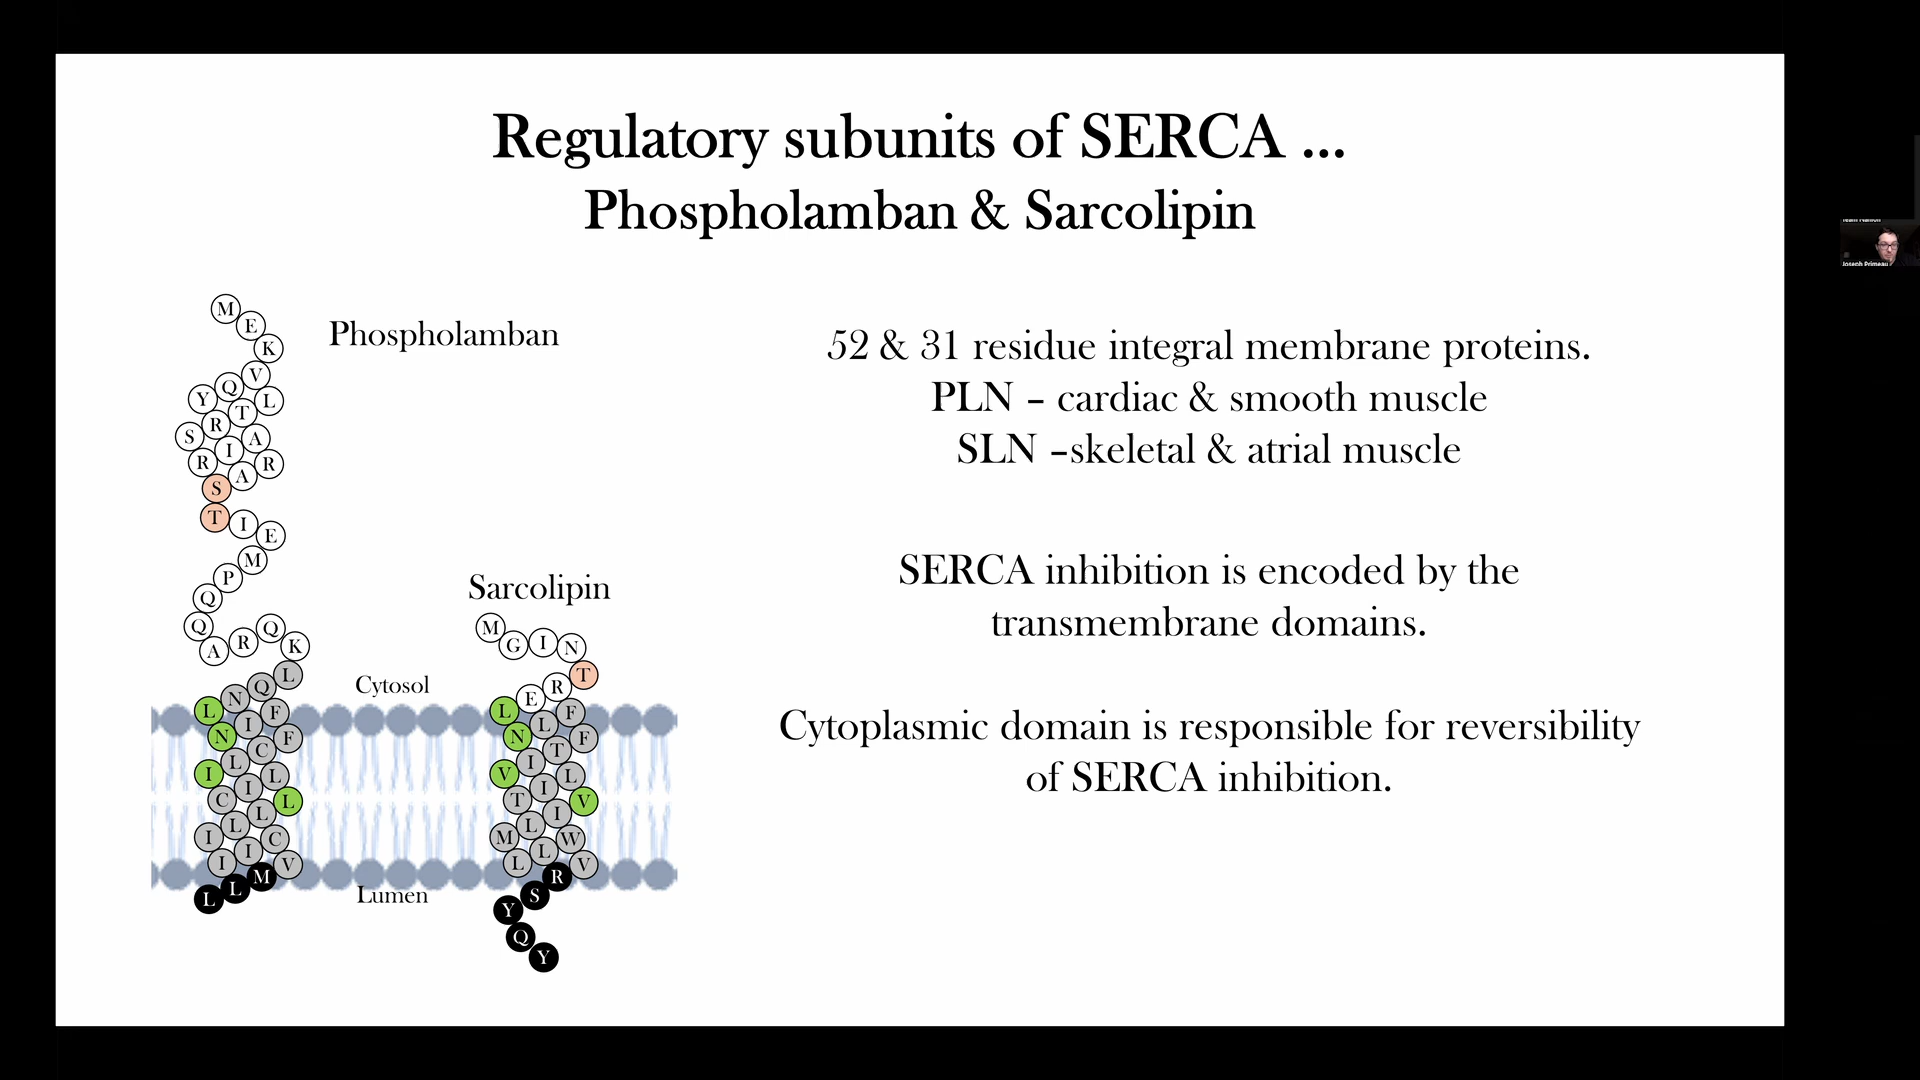 Regulatory subunits of SERCA ...
Phospholamban & Sarcolipin
Phospholamban
M
E
K
V
Q
Y
L
T
R
S
A
I
R
R
A
S
T
I
E
M
P
Q
Q
A
R
Q
K
L
Q
N
L
F
I
N
F
C
L
I
L
I
C
L
L
L
I
C
I
I
V
M
L
L
Sarcolipin
M
G
I
N
T
R
E
L
F
L
N
F
T
I
V
L
I
T
V
I
L
M
W
L
L
V
R
S
Y
Q
Y
Cytosol
Lumen
52 & 31 residue integral membrane proteins.
PLN – cardiac & smooth muscle
SLN –skeletal & atrial muscle
SERCA inhibition is encoded by the
transmembrane domains.
Cytoplasmic domain is responsible for reversibility
of SERCA inhibition.
Joseph Primeau